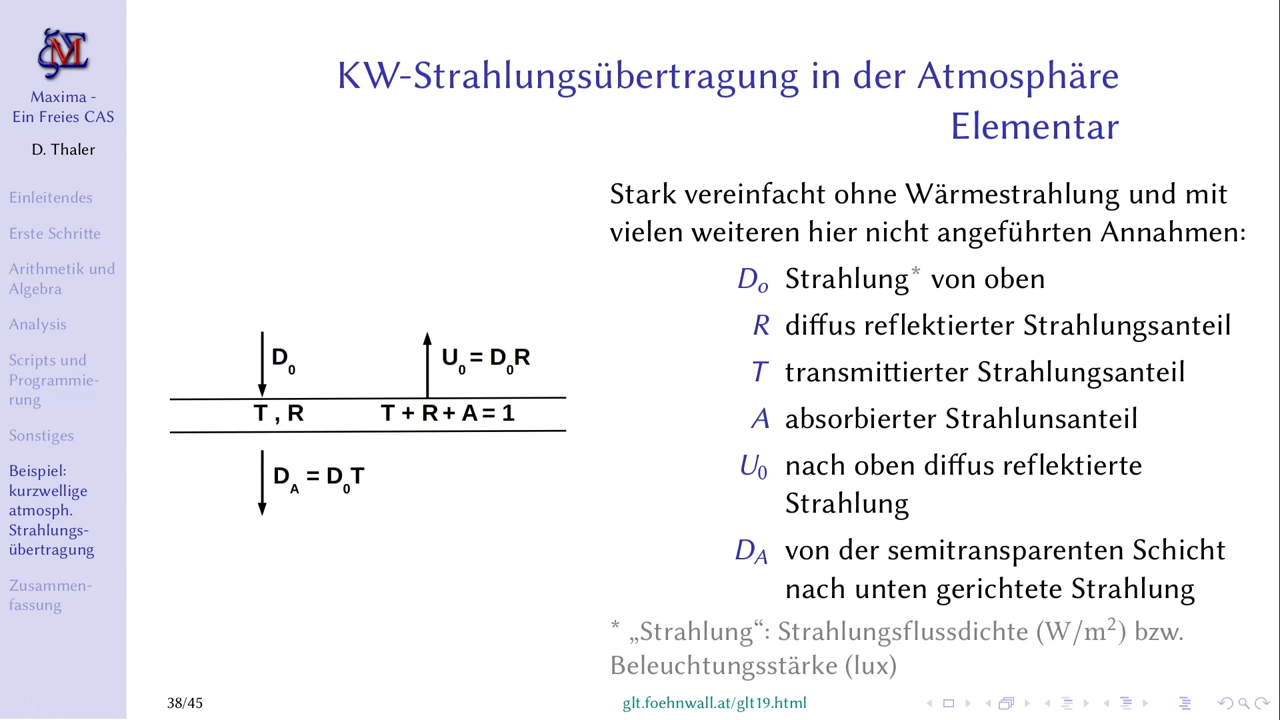 Maxima -
Ein Freies CAS
D. Thaler
Einleitendes
Erste Schritte
Arithmetik und
Algebra
Analysis
Scripts und
Programmie-
rung
Sonstiges
Beispiel:
kurzwellige
atmosph.
Strahlungs-
übertragung
Zusammen-
fassung
KW-Strahlungsübertragung in der Atmosphäre
Elementar
D₀
U₀ = D₀R
T , R
T + R + A = 1
D_A = D₀T
Stark vereinfacht ohne Wärmestrahlung und mit
vielen weiteren hier nicht angeführten Annahmen:
Dₒ Strahlung* von oben
R diffus reflektierter Strahlungsanteil
T transmittierter Strahlungsanteil
A absorbierter Strahlunsanteil
U₀ nach oben diffus reflektierte
Strahlung
D_A von der semitransparenten Schicht
nach unten gerichtete Strahlung
* „Strahlung“: Strahlungsflussdichte (W/m²) bzw.
Beleuchtungsstärke (lux)
38/45
glt.foehnwall.at/glt19.html